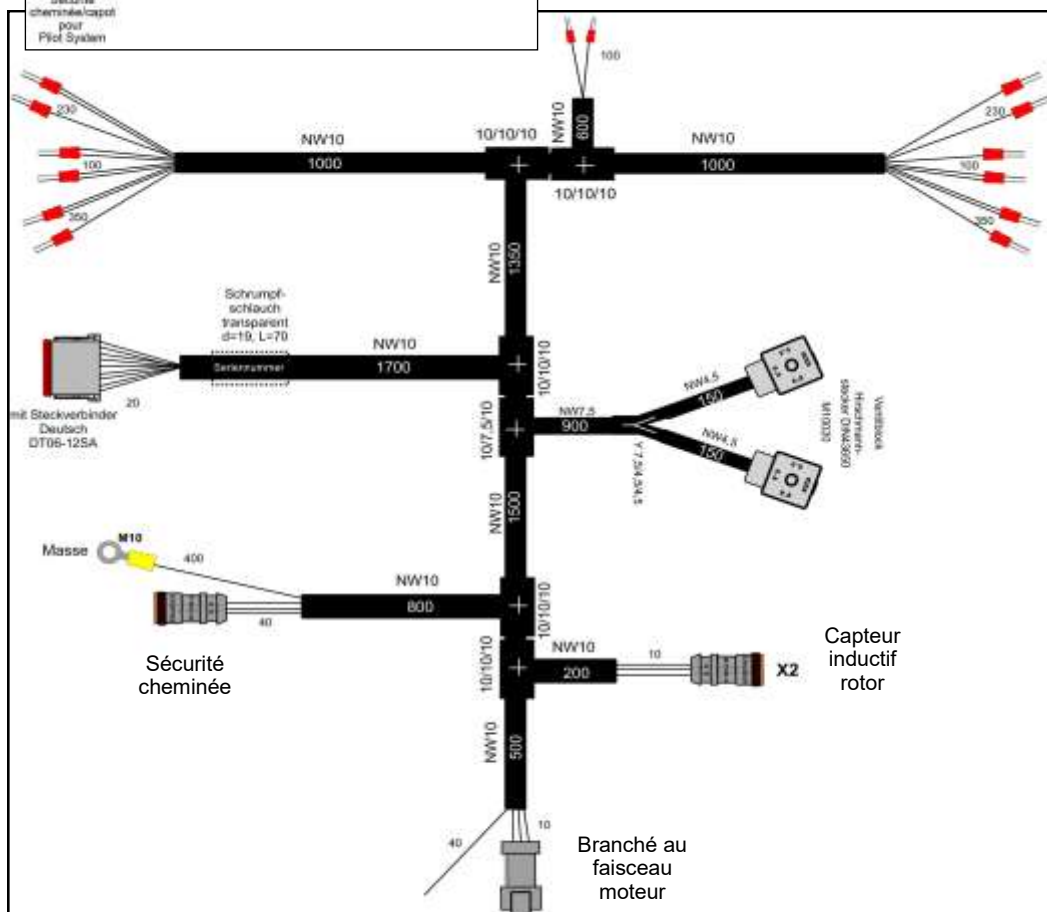 cheminée/capot
pour
Pilot System
100
230
NW10
10/10/10
NW10
600
NW10
230
100
1000
1000
100
10/10/10
350
350
NW10
1350
Schrumpf-
schlauch
transparent
d=19, L=70
NW10
Seriennummer
1700
10/10/10
20
mit Steckverbinder
Deutsch
DT06-12SA
10/7.5/10
NW7.5
900
NW4.5
150
NW4.5
150
Y 7,5/4,5/4,5
Ventilblock
Hirschmann-
stecker DIN43650
NW10
1500
Masse
M10
400
NW10
800
40
10/10/10
Sécurité
cheminée
10/10/10
NW10
200
10
X2
Capteur
inductif
rotor
NW10
500
40
10
Branché au
faisceau
moteur